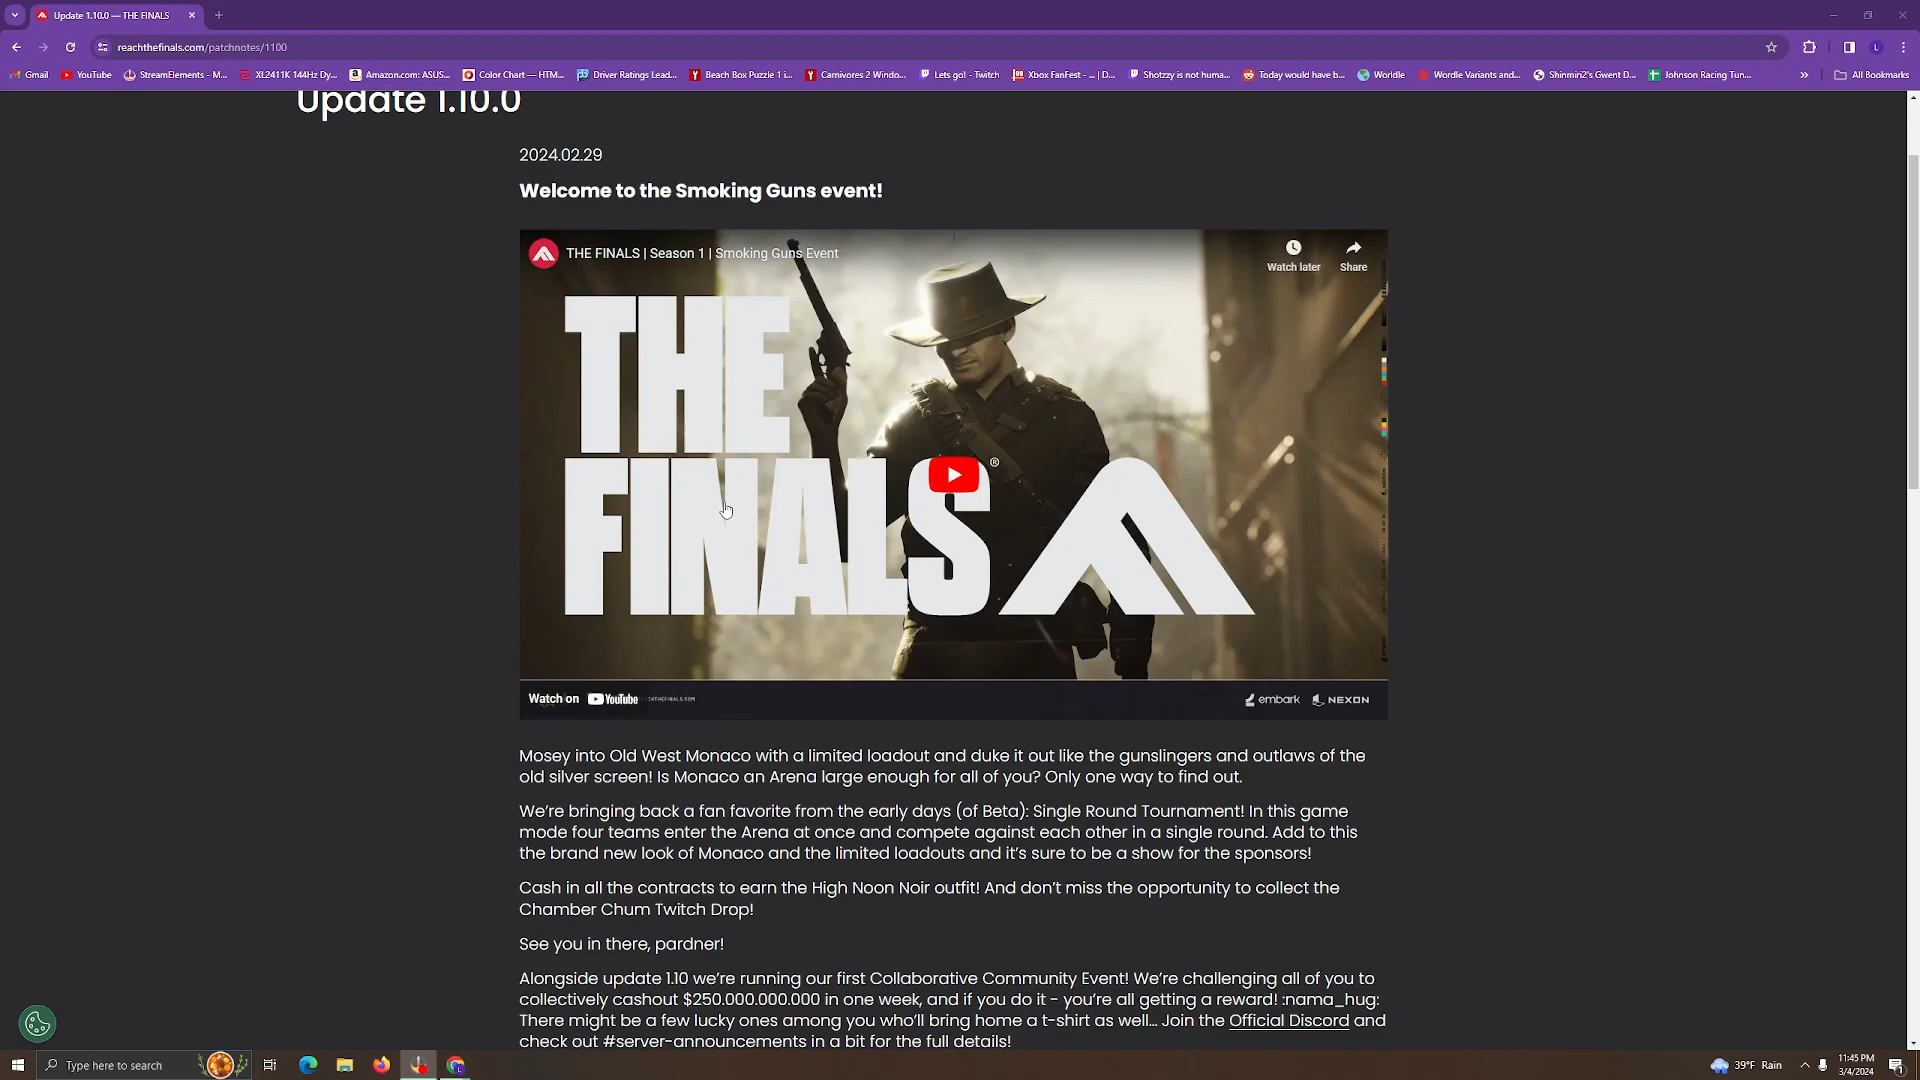 Update 1.10.0 — THE FINALS
reachthefinals.com/patchnotes/1100
Gmail
YouTube
StreamElements - M...
XL2411K 144Hz Dy...
Amazon.com: ASUS...
Color Chart — HTM...
Driver Ratings Lead...
Beach Box Puzzle 1 i...
Carnivores 2 Windo...
Lets go! - Twitch
Xbox FanFest - ... | D...
Shotzzy is not huma...
Today would have b...
Worldle
Wordle Variants and...
Shinmiri2's Gwent D...
Johnson Racing Tun...
All Bookmarks
Update 1.10.0
2024.02.29
Welcome to the Smoking Guns event!
THE FINALS | Season 1 | Smoking Guns Event
Watch later
Share
THE
FINALS®
Watch on YouTube
embark NEXON
Mosey into Old West Monaco with a limited loadout and duke it out like the gunslingers and outlaws of the
old silver screen! Is Monaco an Arena large enough for all of you? Only one way to find out.
We're bringing back a fan favorite from the early days (of Beta): Single Round Tournament! In this game
mode four teams enter the Arena at once and compete against each other in a single round. Add to this
the brand new look of Monaco and the limited loadouts and it's sure to be a show for the sponsors!
Cash in all the contracts to earn the High Noon Noir outfit! And don't miss the opportunity to collect the
Chamber Chum Twitch Drop!
See you in there, pardner!
Alongside update 1.10 we're running our first Collaborative Community Event! We're challenging all of you to
collectively cashout $250.000.000.000 in one week, and if you do it - you're all getting a reward! :nama_hug:
There might be a few lucky ones among you who'll bring home a t-shirt as well... Join the Official Discord and
check out #server-announcements in a bit for the full details!
Type here to search
39°F Rain
11:45 PM
3/4/2024